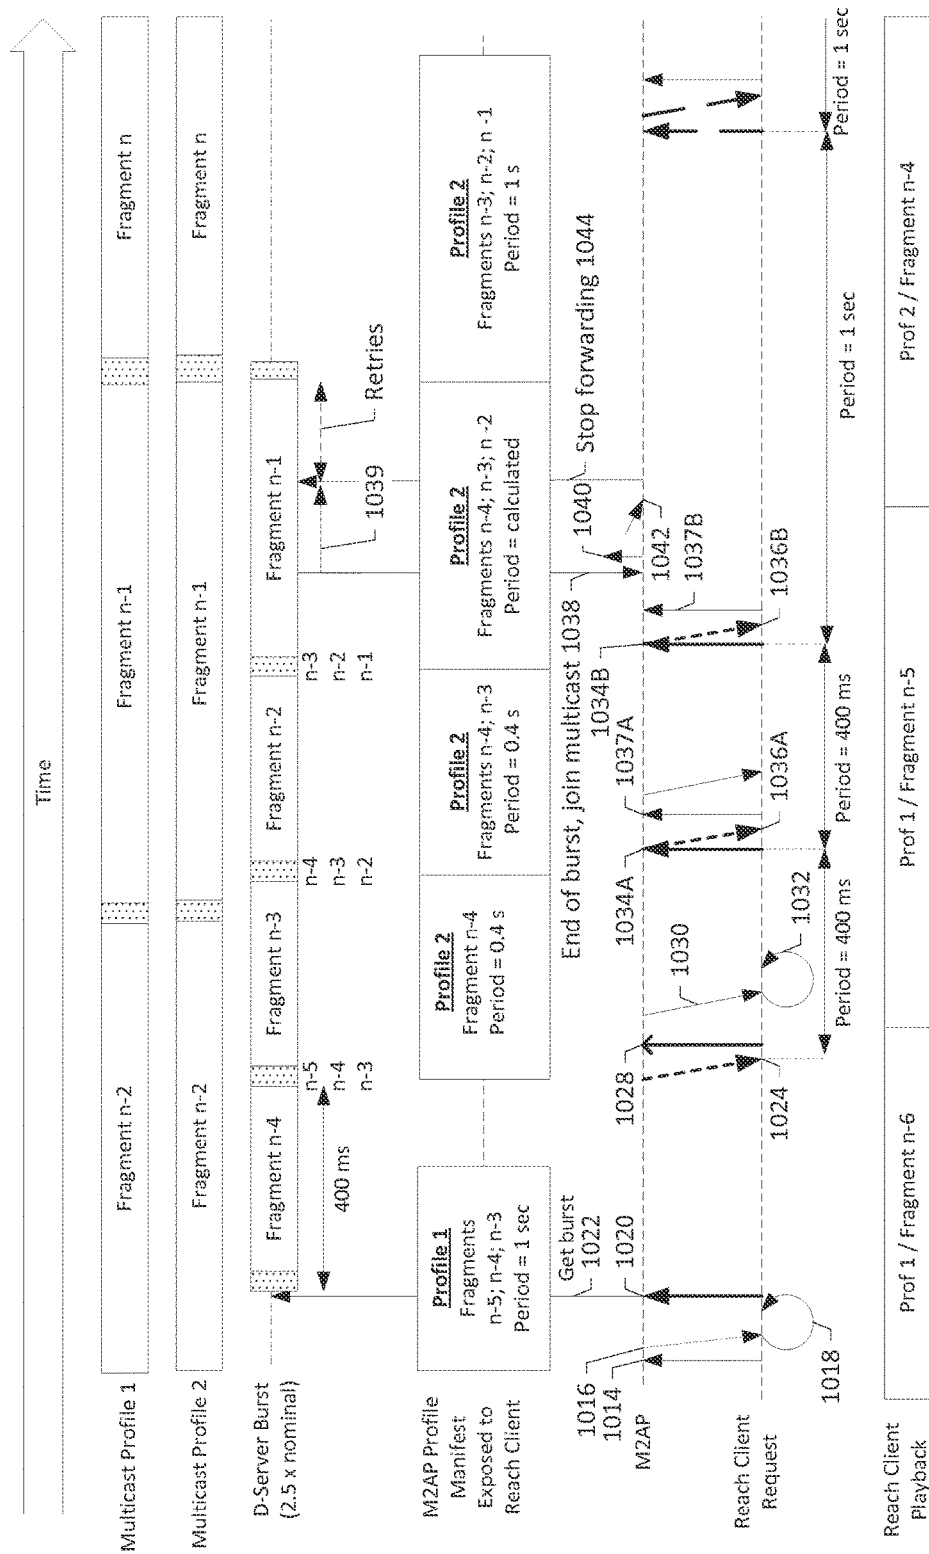 Time
Multicast Profile 1
Fragment n-2
Fragment n-1
Fragment n
Multicast Profile 2
Fragment n-2
Fragment n-1
Fragment n
D-Server Burst
(2.5 x nominal)
Fragment n-4
Fragment n-3
Fragment n-2
Fragment n-1
400 ms
n-5
n-4
n-3
n-4
n-3
n-2
n-3
n-2
n-1
1039
Retries
M2AP Profile
Manifest
Exposed to
Reach Client
Profile 1
Fragments
n-5; n-4; n-3
Period = 1 sec
Profile 2
Fragment n-4
Period = 0.4 s
Profile 2
Fragments n-4; n-3
Period = 0.4 s
Profile 2
Fragments n-4; n-3; n -2
Period = calculated
Profile 2
Fragments n-3; n-2; n -1
Period = 1 s
Get burst
1022
End of burst, join multicast 1038
1040
Stop forwarding 1044
M2AP
1016
1014
1020
1028
1030
1034A
1037A
1034B
1042
1037B
Reach Client
Request
1018
1024
1032
1036A
1036B
Period = 400 ms
Period = 400 ms
Period = 1 sec
Period = 1 sec
Reach Client
Playback
Prof 1 / Fragment n-6
Prof 1 / Fragment n-5
Prof 2 / Fragment n-4